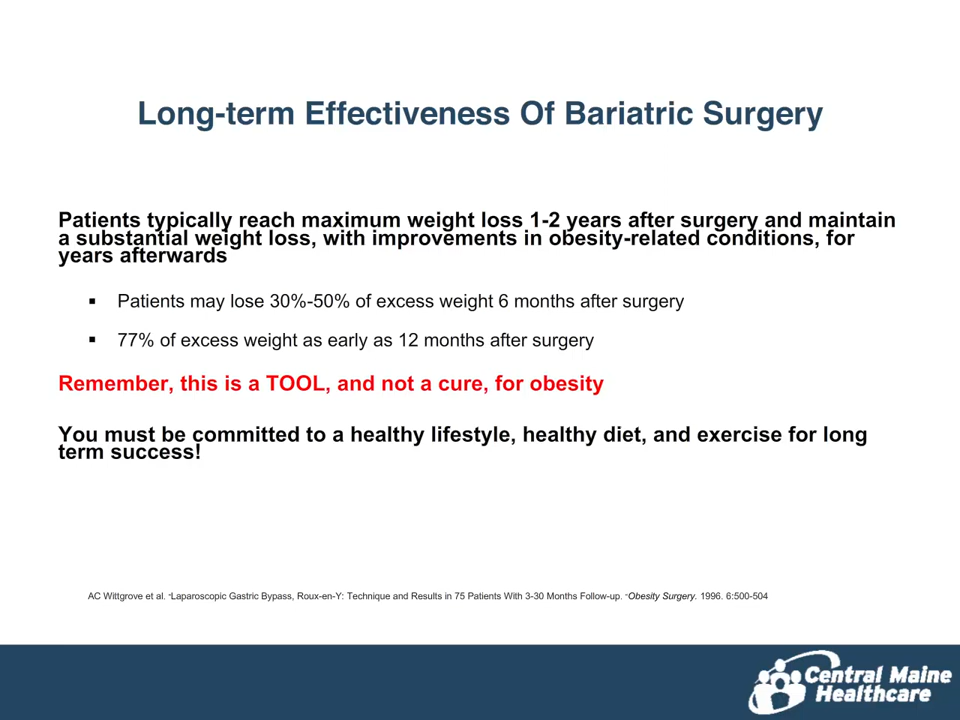 Long-term Effectiveness Of Bariatric Surgery
Patients typically reach maximum weight loss 1-2 years after surgery and maintain
a substantial weight loss, with improvements in obesity-related conditions, for
years afterwards
▪ Patients may lose 30%-50% of excess weight 6 months after surgery
▪ 77% of excess weight as early as 12 months after surgery
Remember, this is a TOOL, and not a cure, for obesity
You must be committed to a healthy lifestyle, healthy diet, and exercise for long
term success!
AC Wittgrove et al. "Laparoscopic Gastric Bypass, Roux-en-Y: Technique and Results in 75 Patients With 3-30 Months Follow-up. "Obesity Surgery. 1996. 6:500-504
Central Maine
Healthcare